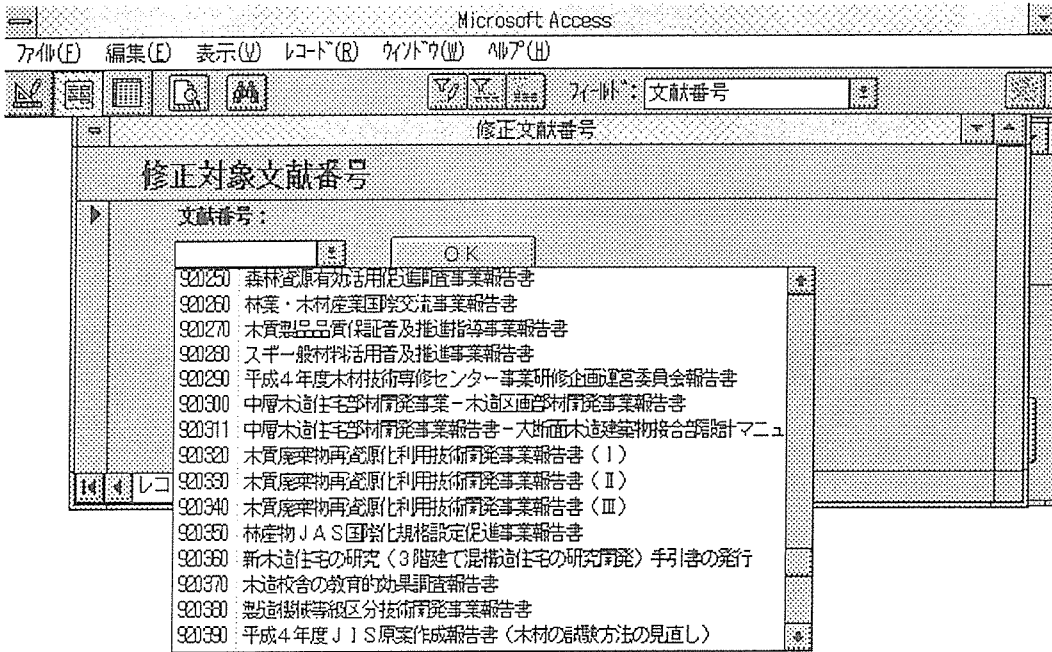 Microsoft Access
ファイル(F) 編集(E) 表示(V) レコード(R) ウィンドウ(W) ヘルプ(H)
フィールド: 文献番号
修正文献番号
修正対象文献番号
文献番号：
OK
920250 森林資源有効活用促進調査事業報告書
920260 林業・木材産業国際交流事業報告書
920270 木質製品品質保証普及推進指導事業報告書
920280 スギ一般材料活用普及推進事業報告書
920290 平成４年度木材技術専修センター事業研修企画運営委員会報告書
920300 中層木造住宅部材開発事業－木造区画部材開発事業報告書
920311 中層木造住宅部材開発事業報告書－大断面木造建築物接合部設計マニュ
920320 木質廃棄物再資源化利用技術開発事業報告書（Ⅰ）
920330 木質廃棄物再資源化利用技術開発事業報告書（Ⅱ）
920340 木質廃棄物再資源化利用技術開発事業報告書（Ⅲ）
レコ
920350 林産物ＪＡＳ国際化規格設定促進事業報告書
920360 新木造住宅の研究（３階建て混構造住宅の研究開発）手引書の発行
920370 木造校舎の教育的効果調査報告書
920380 製造機械等級区分技術開発事業報告書
920390 平成４年度ＪＩＳ原案作成報告書（木材の試験方法の見直し）